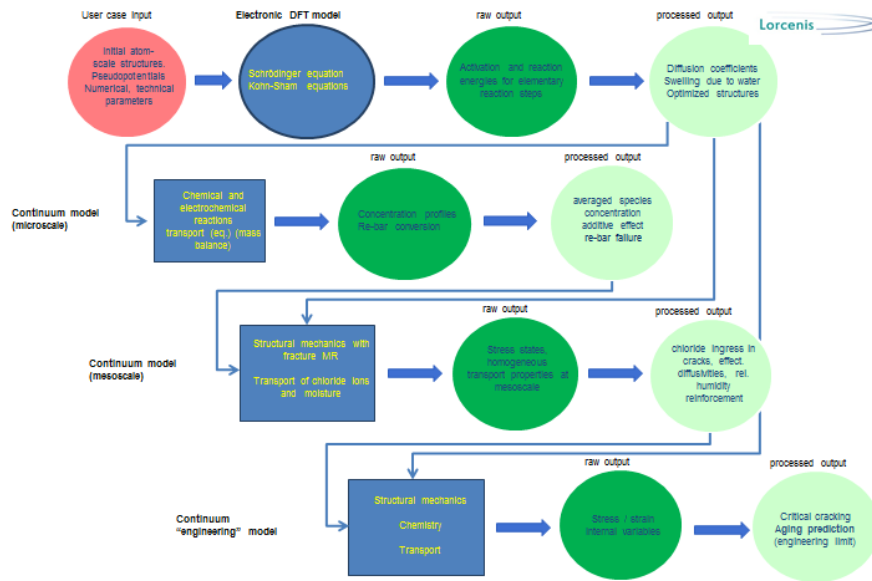 User case input
Electronic DFT model
raw output
processed output
Lorcenis
Initial atom-
scale structures.
Pseudopotentials
Numerical, technical
parameters
Schrödinger equation
Kohn-Sham equations
Activation and reaction
energies for elementary
reaction steps
Diffusion coefficients
Swelling due to water
Optimized structures
raw output
processed output
Continuum model
(microscale)
Chemical and
electrochemical
reactions
transport (eq.) (mass
balance)
Concentration profiles
Re-bar conversion
averaged species
concentration
additive effect
re-bar failure
raw output
processed output
Continuum model
(mesoscale)
Structural mechanics with
fracture MR
Transport of chloride ions
and moisture
Stress states,
homogeneous
transport properties at
mesoscale
chloride ingress in
cracks, effect.
diffusivities, rel.
humidity
reinforcement
raw output
processed output
Continuum
"engineering" model
Structural mechanics
Chemistry
Transport
Stress / strain
Internal variables
Critical cracking
Aging prediction
(engineering limit)